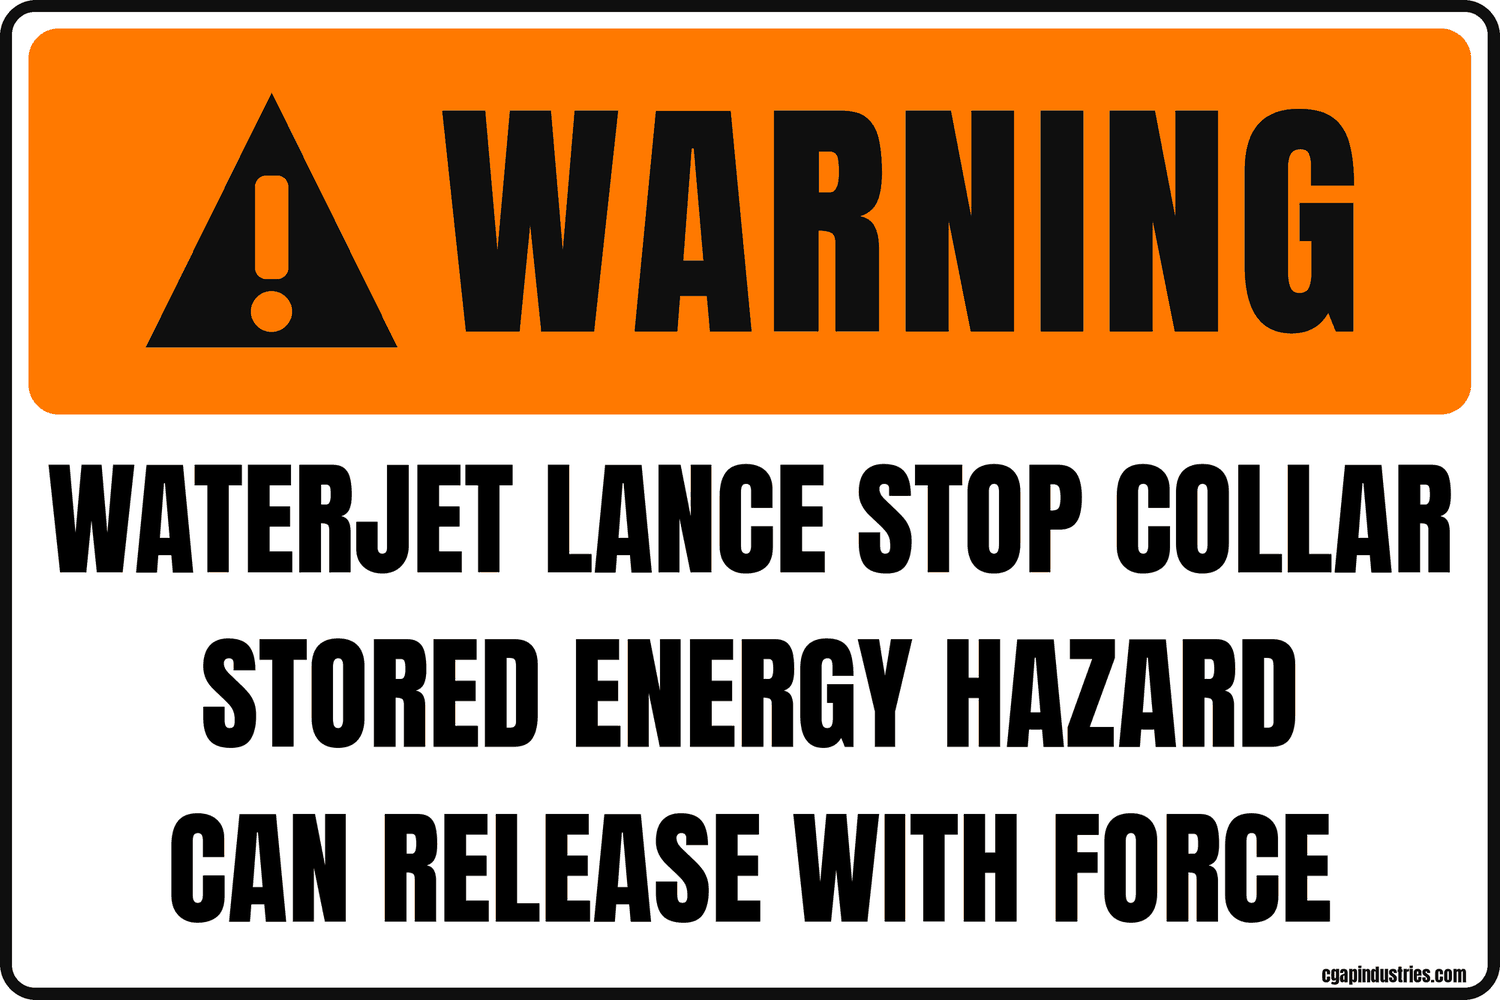 WARNING
WATERJET LANCE STOP COLLAR
STORED ENERGY HAZARD
CAN RELEASE WITH FORCE
cgapindustries.com